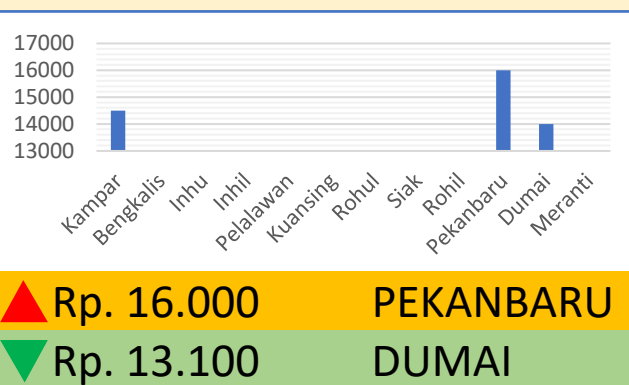 17000
16000
15000
14000
13000
Kampar Bengkalis Inhu Inhil Pelalawan Kuansing Rohul Siak Rohil Pekanbaru Dumai Meranti
Rp. 16.000 PEKANBARU
Rp. 13.100 DUMAI